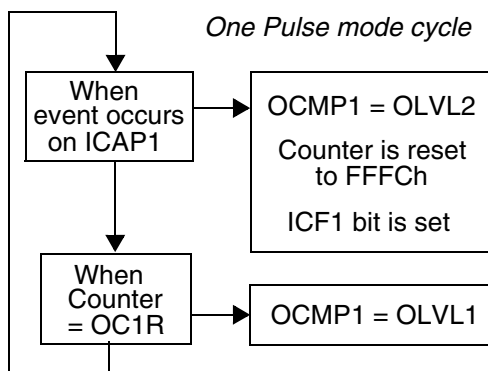 One Pulse mode cycle
When
event occurs
on ICAP1
OCMP1 = OLVL2
Counter is reset
to FFFCh
ICF1 bit is set
When
Counter
= OC1R
OCMP1 = OLVL1